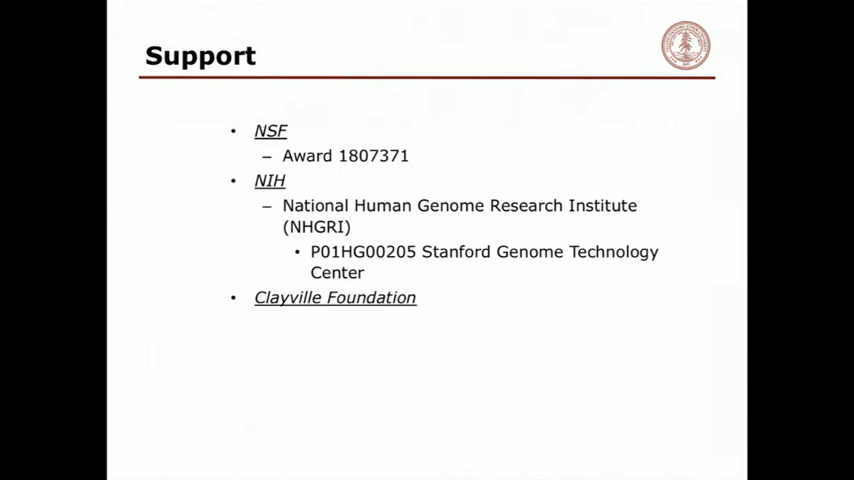 Support
• NSF
– Award 1807371
• NIH
– National Human Genome Research Institute
(NHGRI)
• P01HG00205 Stanford Genome Technology
Center
• Clayville Foundation